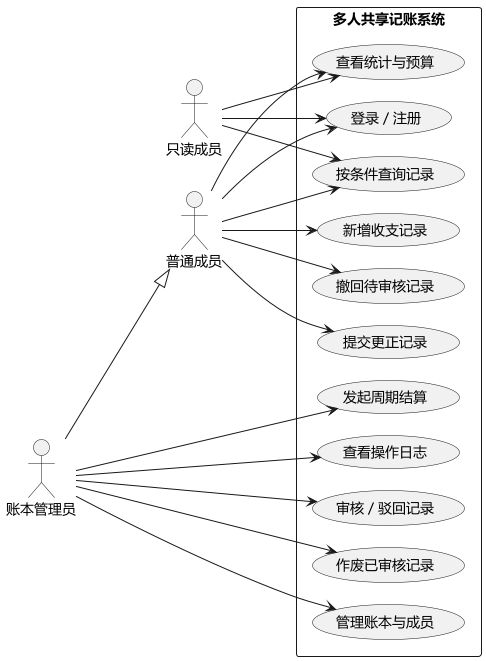 多人共享记账系统
查看统计与预算
登录 / 注册
只读成员
按条件查询记录
新增收支记录
普通成员
撤回待审核记录
提交更正记录
发起周期结算
查看操作日志
账本管理员
审核 / 驳回记录
作废已审核记录
管理账本与成员